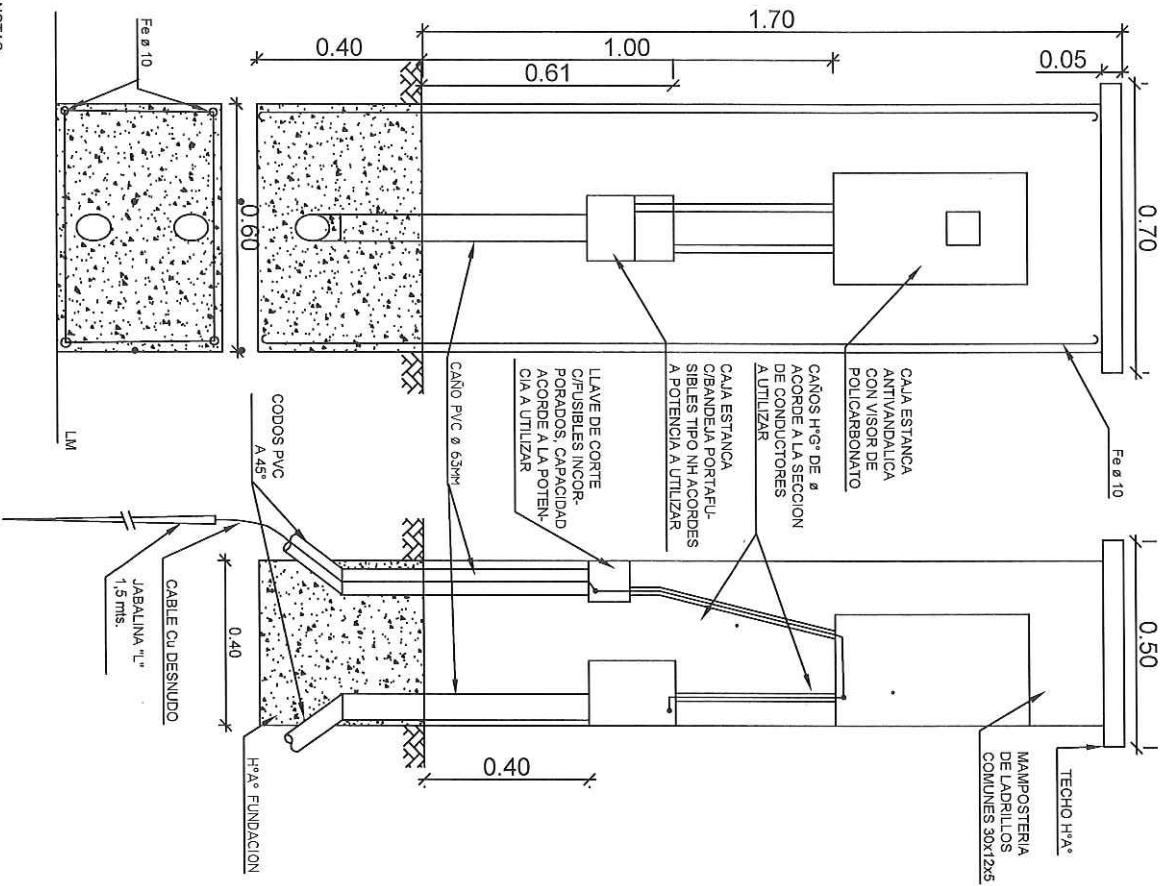 1.70
0.40
1.00
0.05
0.61
0.70
0.50
Fe ø 10
Fe ø 10
0.60
LM
CAJA ESTANCA
ANTIVANDALICA
CON VISOR DE
POLICARBONATO
CAÑOS HºGº DE ø
ACORDE A LA SECCION
DE CONDUCTORES
A UTILIZAR
CAJA ESTANCA
C/BANDEJA PORTAFU-
SIBLES TIPO NH ACORDES
A POTENCIA A UTILIZAR
LLAVE DE CORTE
C/FUSIBLES INCOR-
PORADOS, CAPACIDAD
ACORDE A LA POTEN-
CIA A UTILIZAR
CAÑO PVC ø 63MM
CODOS PVC
A 45º
CABLE Cu DESNUDO
JABALINA "L"
1,5 mts.
0.40
0.40
HºAº FUNDACION
TECHO HºAº
MAMPOSTERIA
DE LADRILLOS
COMUNES 30x12x5